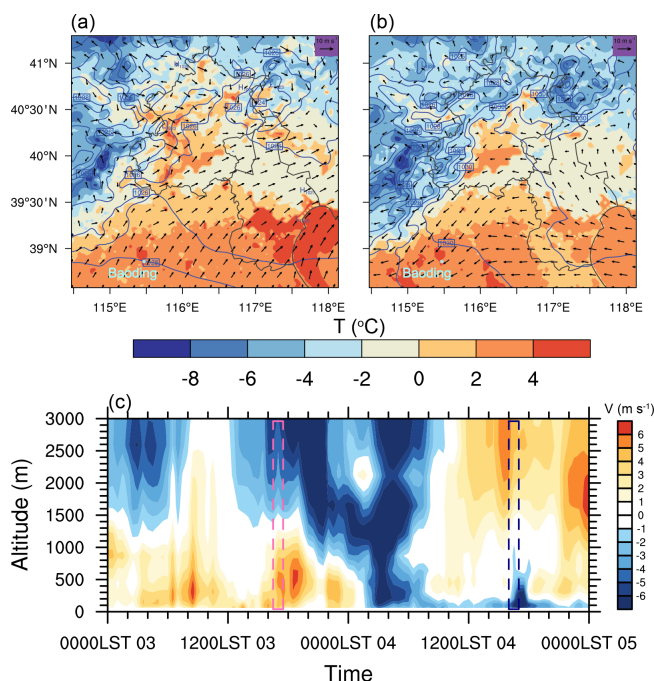 (a)
(b)
10 m s
10 m s
41°N
40°30'N
40°N
39°30'N
39°N
Baoding
Baoding
115°E
116°E
117°E
118°E
115°E
116°E
117°E
118°E
T (°C)
-8
-6
-4
-2
0
2
4
(c)
V (m s⁻¹)
Altitude (m)
3000
2500
2000
1500
1000
500
0
6
5
4
3
2
1
0
-1
-2
-3
-4
-5
-6
0000LST 03
1200LST 03
0000LST 04
1200LST 04
0000LST 05
Time